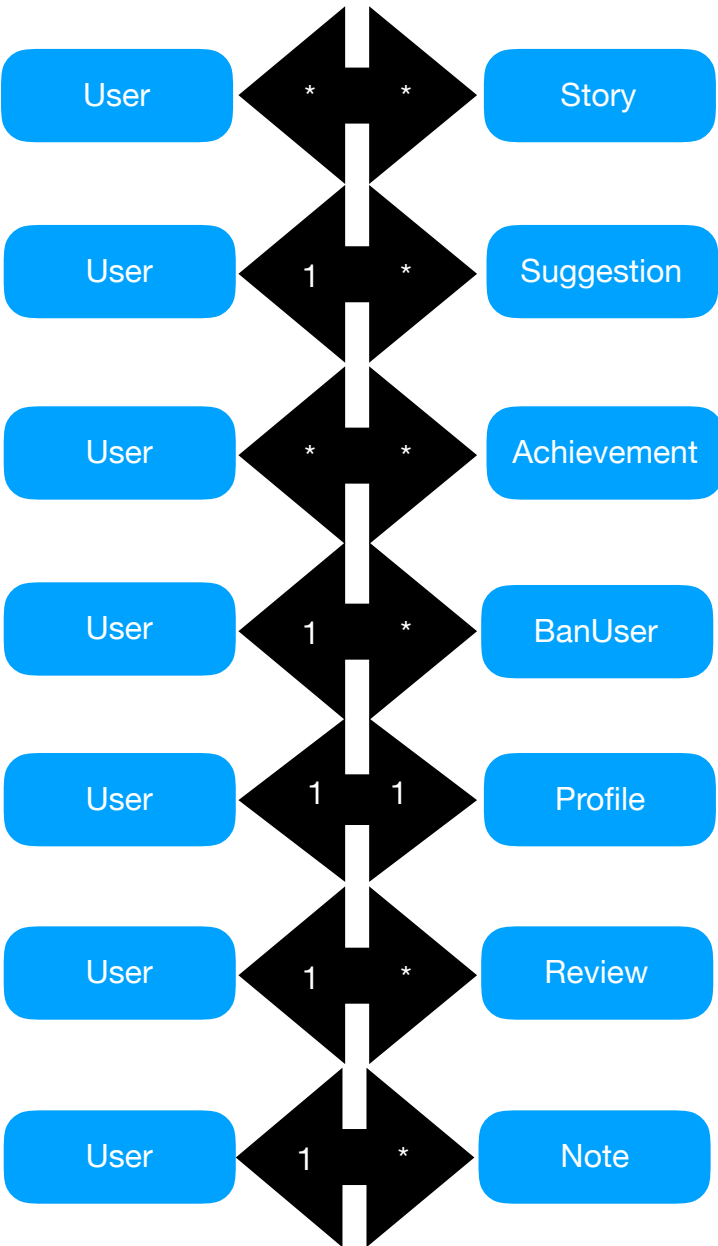 User * * Story
User 1 * Suggestion
User * * Achievement
User 1 * BanUser
User 1 1 Profile
User 1 * Review
User 1 * Note